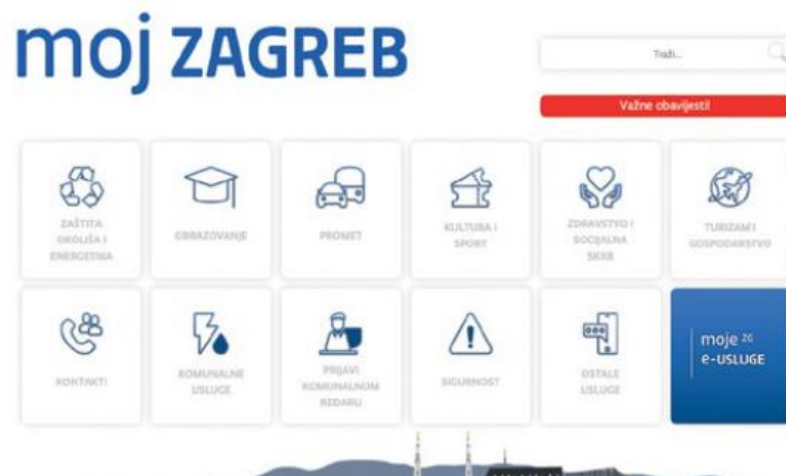 moj ZAGREB
Traži...
Važne obavijesti!
ZAŠTITA
OKOLIŠA I
ENERGETIKA
OBRAZOVANJE
PROMET
KULTURA I
SPORT
ZDRAVSTVO I
SOCIJALNA
SKRB
TURIZAM I
GOSPODARSTVO
KONTAKTI
KOMUNALNE
USLUGE
PRIJAVI
KOMUNALNOM
REDARU
SIGURNOST
OSTALE
USLUGE
moje ZG
e-USLUGE